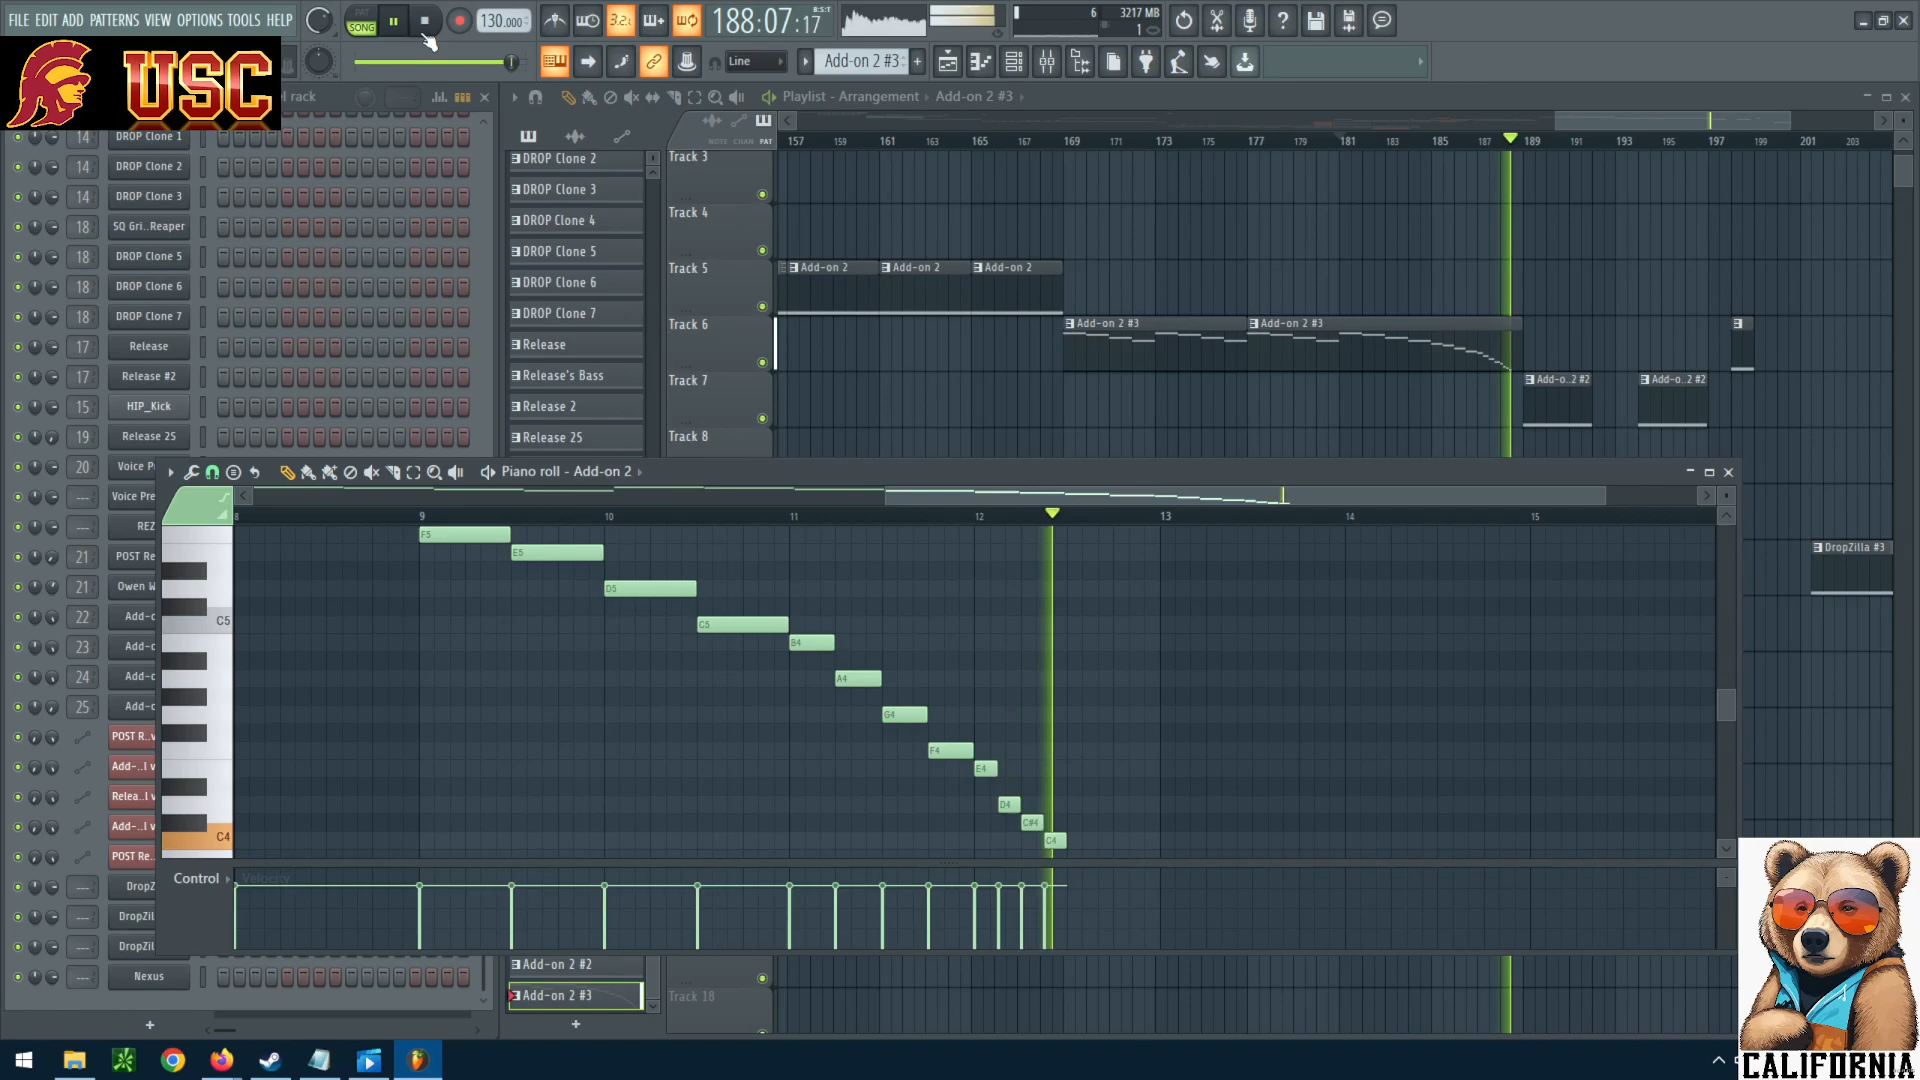 FILE EDIT ADD PATTERNS VIEW OPTIONS TOOLS HELP
PAT
SONG
130.000
3.2.
188:07:17
B:S:T
6
3217 MB
1
USC
Line
Add-on 2 #3
el rack
Playlist - Arrangement › Add-on 2 #3
NOTE CHAN PAT
157 159 161 163 165 167 169 171 173 175 177 179 181 183 185 187 189 191 193 195 197 199 201 203
14 DROP Clone 1
14 DROP Clone 2
14 DROP Clone 3
18 SQ Gri..Reaper
18 DROP Clone 5
18 DROP Clone 6
18 DROP Clone 7
17 Release
17 Release #2
15 HIP_Kick
19 Release 2S
20 Voice P
--- Voice Pre
--- REZ
21 POST Re
21 Owen W
22 Add-o
23 Add-o
24 Add-o
25 Add-o
POST R..v
Add-..l v
Relea..l v
Add-..l v
POST Re..
--- DropZ
--- DropZil
--- DropZil
--- Nexus
DROP Clone 2
DROP Clone 3
DROP Clone 4
DROP Clone 5
DROP Clone 6
DROP Clone 7
Release
Release's Bass
Release 2
Release 2S
Track 3
Track 4
Track 5
Add-on 2
Add-on 2
Add-on 2
Track 6
Add-on 2 #3
Add-on 2 #3
Track 7
Add-o..2 #2
Add-o..2 #2
Track 8
DropZilla #3
Piano roll - Add-on 2
8 9 10 11 12 13 14 15
F5
E5
D5
C5
C5
B4
A4
G4
F4
E4
D4
C#4
C4
C4
Control
Velocity
Add-on 2 #2
Add-on 2 #3
Track 18
CALIFORNIA